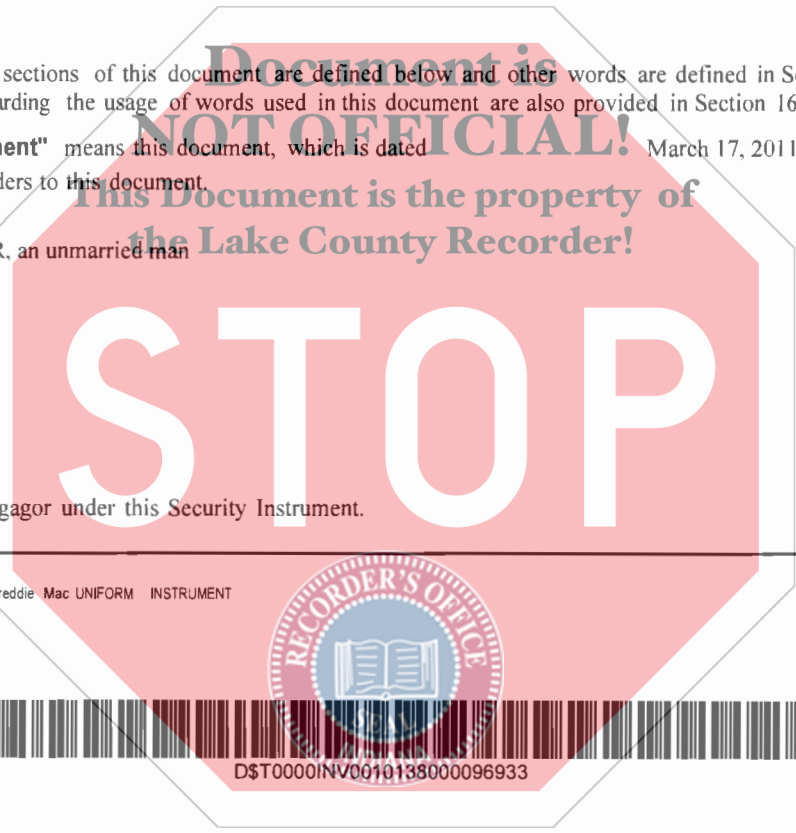 Document is
sections of this document are defined below and other words are defined in Se
arding the usage of words used in this document are also provided in Section 16
NOT OFFICIAL!
ent" means this document, which is dated March 17, 2011
ders to this document.
This Document is the property of
the Lake County Recorder!
R, an unmarried man
STOP
gagor under this Security Instrument.
reddie Mac UNIFORM INSTRUMENT
RECORDER'S OFFICE
SEAL
INDIANA
D$T0000INV0010138000096933